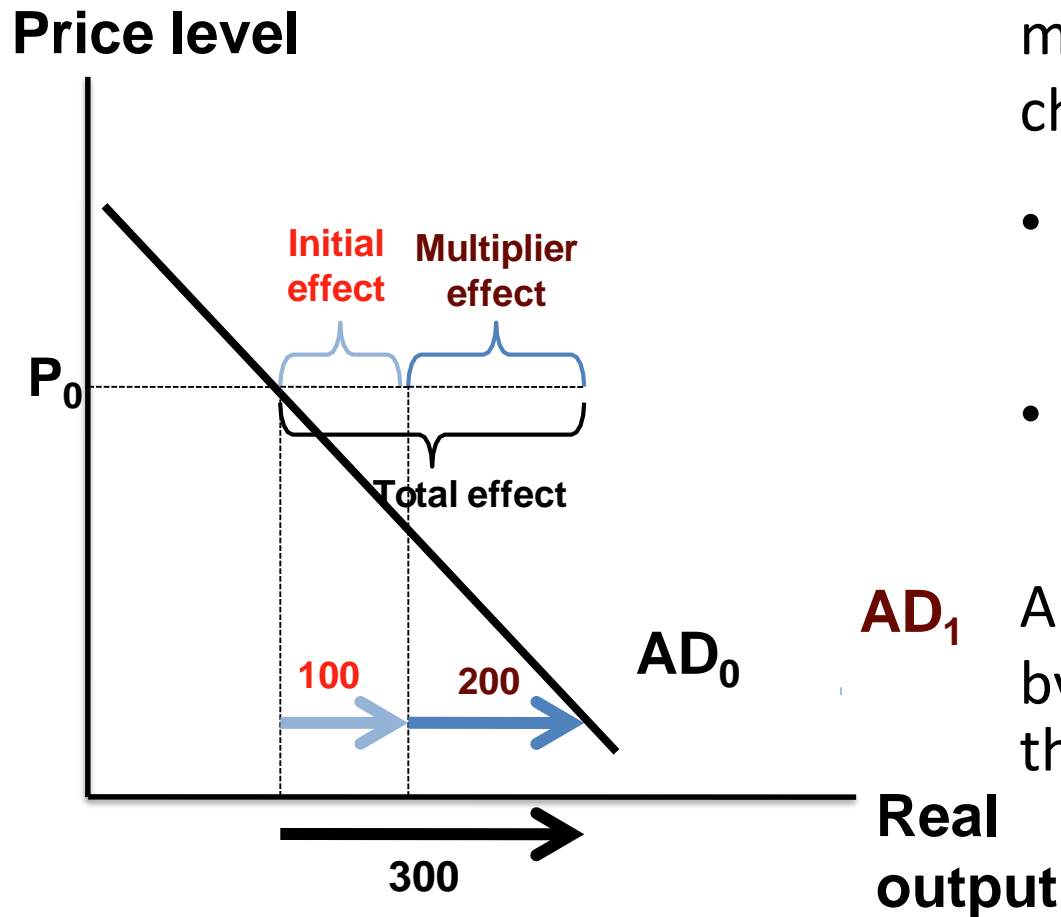 Price level
m
ch
•
Initial
effect
Multiplier
effect
P0
•
Total effect
AD1
A
AD0
by
100
200
th
Real
output
300